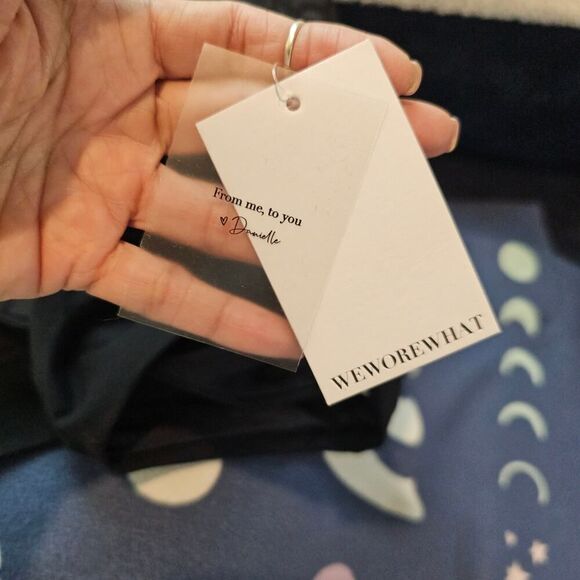 From me, to you
♡ Danielle
WEWOREWHAT